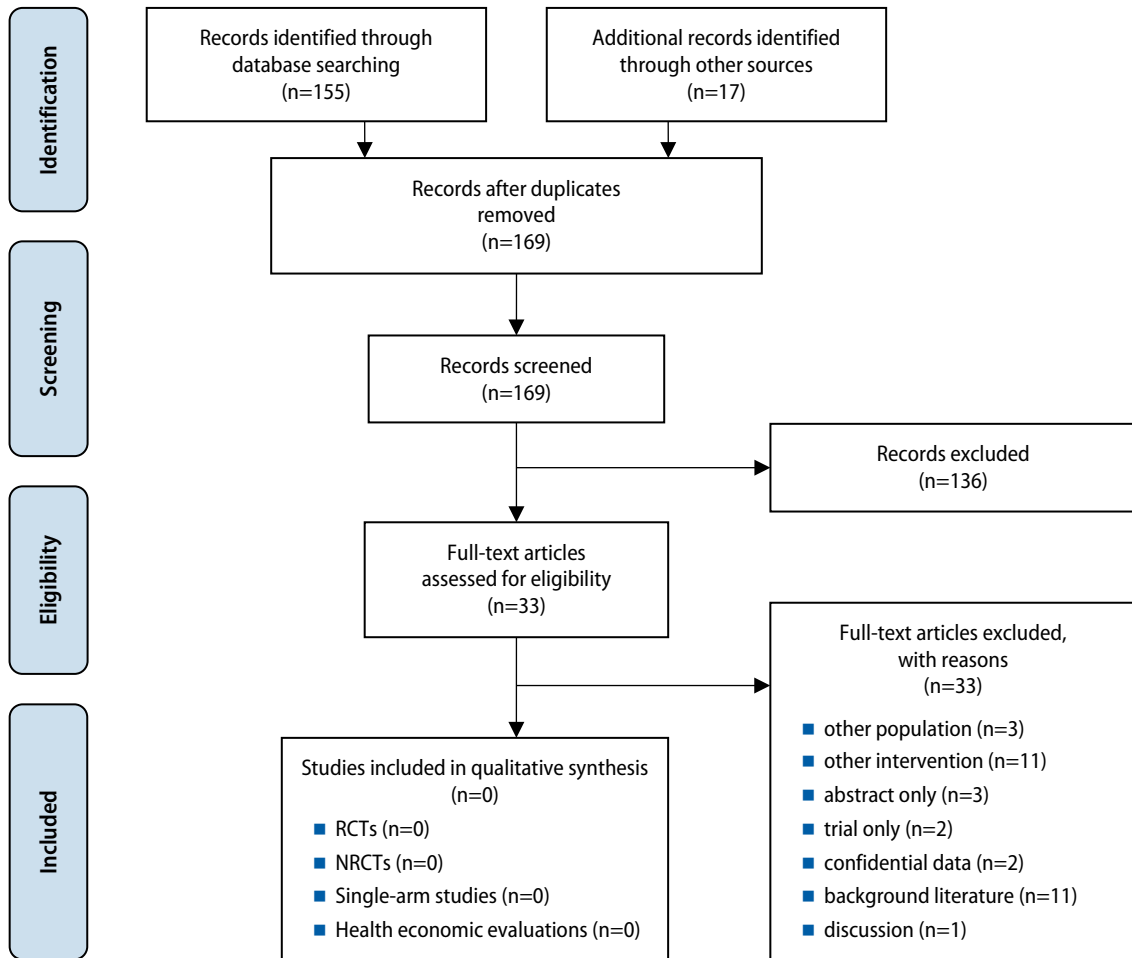 Identification
Records identified through
database searching
(n=155)
Additional records identified
through other sources
(n=17)
Records after duplicates
removed
(n=169)
Screening
Records screened
(n=169)
Records excluded
(n=136)
Eligibility
Full-text articles
assessed for eligibility
(n=33)
Full-text articles excluded,
with reasons
(n=33)
■ other population (n=3)
■ other intervention (n=11)
■ abstract only (n=3)
■ trial only (n=2)
■ confidential data (n=2)
■ background literature (n=11)
■ discussion (n=1)
Included
Studies included in qualitative synthesis
(n=0)
■ RCTs (n=0)
■ NRCTs (n=0)
■ Single-arm studies (n=0)
■ Health economic evaluations (n=0)